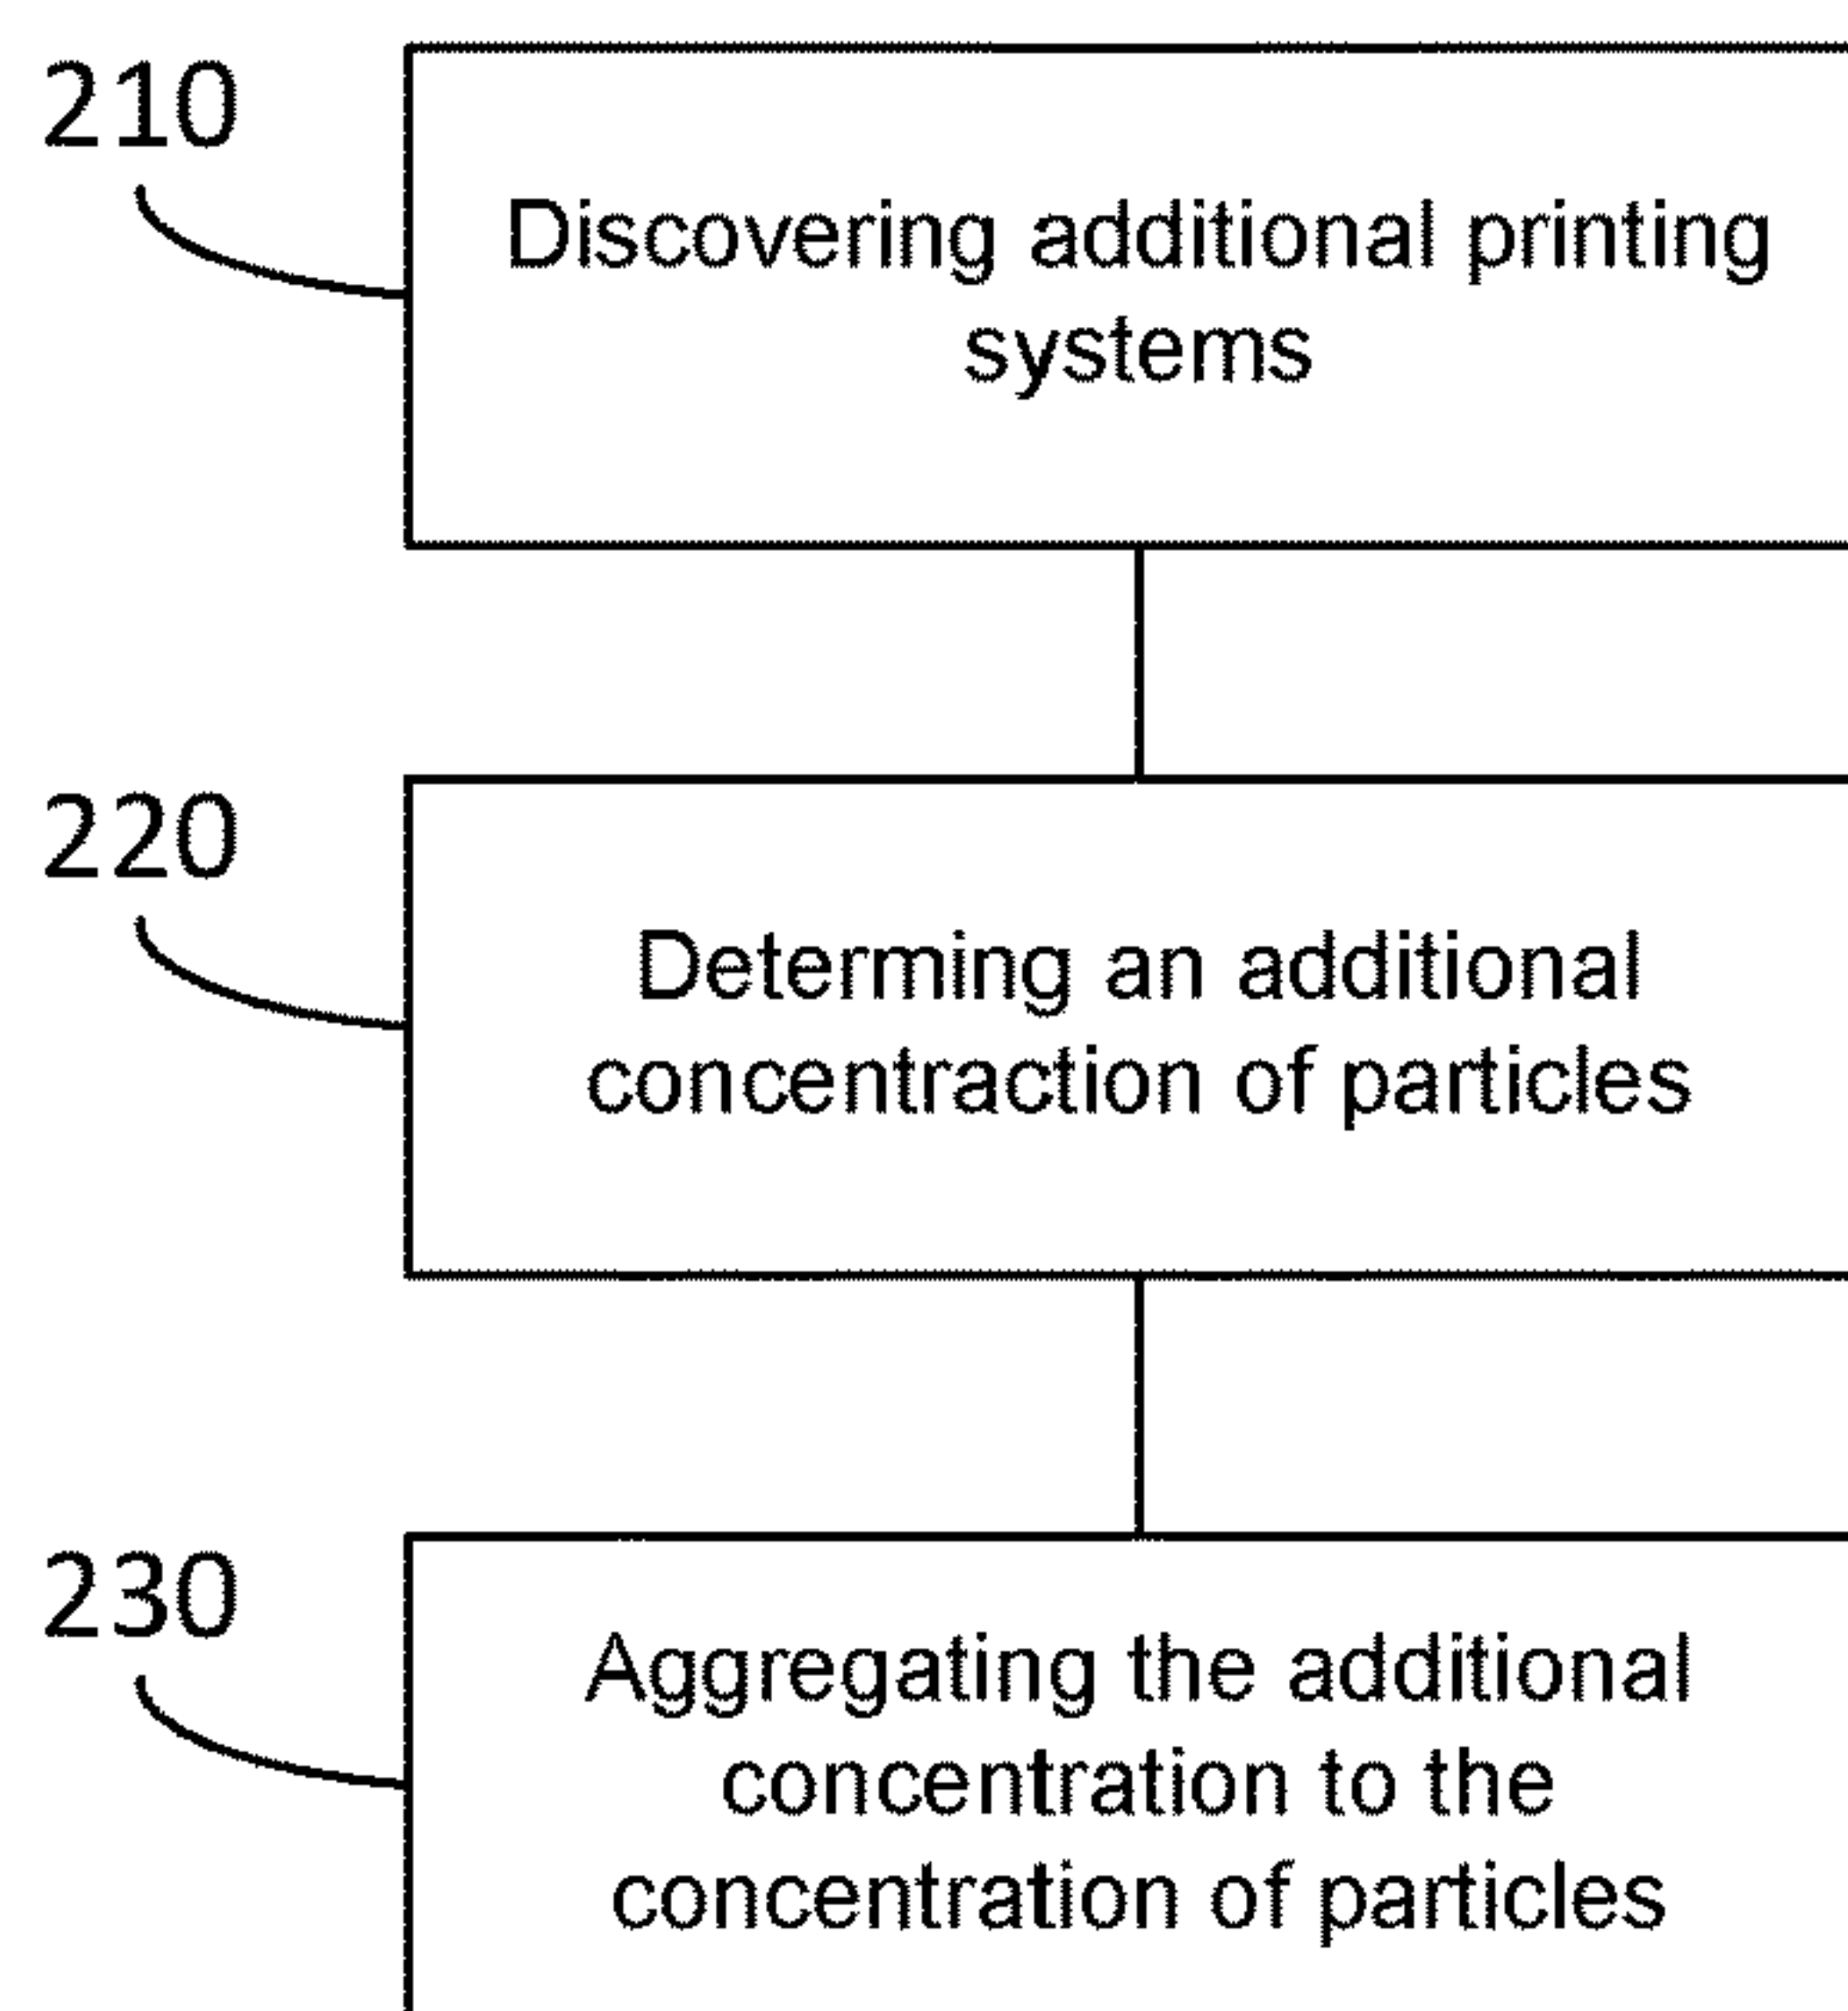 210
Discovering additional printing
systems
220
Determing an additional
concentraction of particles
230
Aggregating the additional
concentration to the
concentration of particles